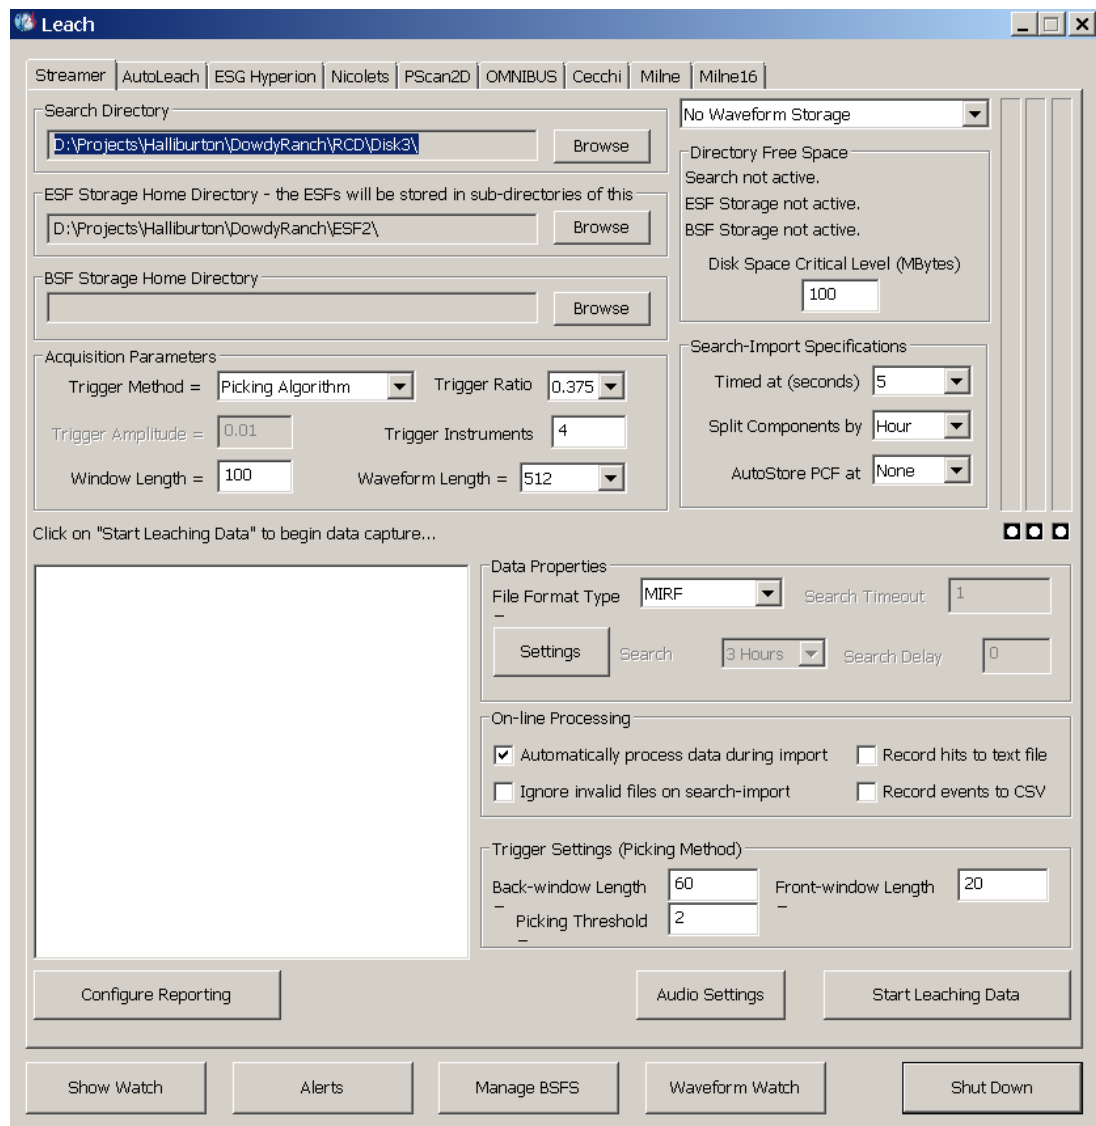 Leach
Streamer AutoLeach ESG Hyperion Nicolets PScan2D OMNIBUS Cecchi Milne Milne16
Search Directory
D:\Projects\Halliburton\DowdyRanch\RCD\Disk3\ Browse
ESF Storage Home Directory - the ESFs will be stored in sub-directories of this
D:\Projects\Halliburton\DowdyRanch\ESF2\ Browse
BSF Storage Home Directory
Browse
No Waveform Storage
Directory Free Space
Search not active.
ESF Storage not active.
BSF Storage not active.
Disk Space Critical Level (MBytes)
100
Acquisition Parameters
Trigger Method = Picking Algorithm Trigger Ratio 0.375
Trigger Amplitude = 0.01 Trigger Instruments 4
Window Length = 100 Waveform Length = 512
Search-Import Specifications
Timed at (seconds) 5
Split Components by Hour
AutoStore PCF at None
Click on "Start Leaching Data" to begin data capture...
Data Properties
File Format Type MIRF Search Timeout 1
Settings Search 3 Hours Search Delay 0
On-line Processing
Automatically process data during import Record hits to text file
Ignore invalid files on search-import Record events to CSV
Trigger Settings (Picking Method)
Back-window Length 60 Front-window Length 20
Picking Threshold 2
Configure Reporting Audio Settings Start Leaching Data
Show Watch Alerts Manage BSFS Waveform Watch Shut Down